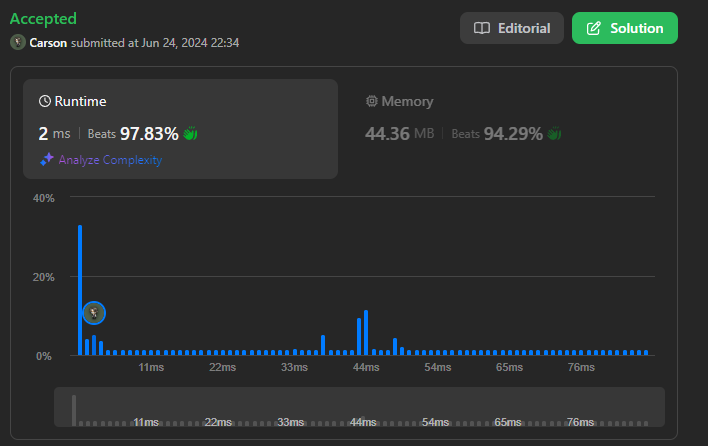 Accepted
Carson submitted at Jun 24, 2024 22:34
Editorial
Solution
Runtime
2 ms Beats 97.83%
Analyze Complexity
Memory
44.36 MB Beats 94.29%
40%
20%
0%
11ms 22ms 33ms 44ms 54ms 65ms 76ms
11ms 22ms 33ms 44ms 54ms 65ms 76ms